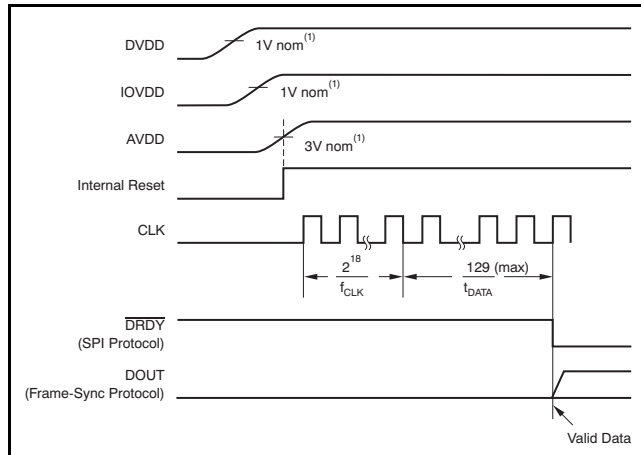 DVDD
1V nom(1)
IOVDD
1V nom(1)
AVDD
3V nom(1)
Internal Reset
CLK
2^18
f_CLK
129 (max)
t_DATA
D̅R̅D̅Y̅
(SPI Protocol)
DOUT
(Frame-Sync Protocol)
Valid Data